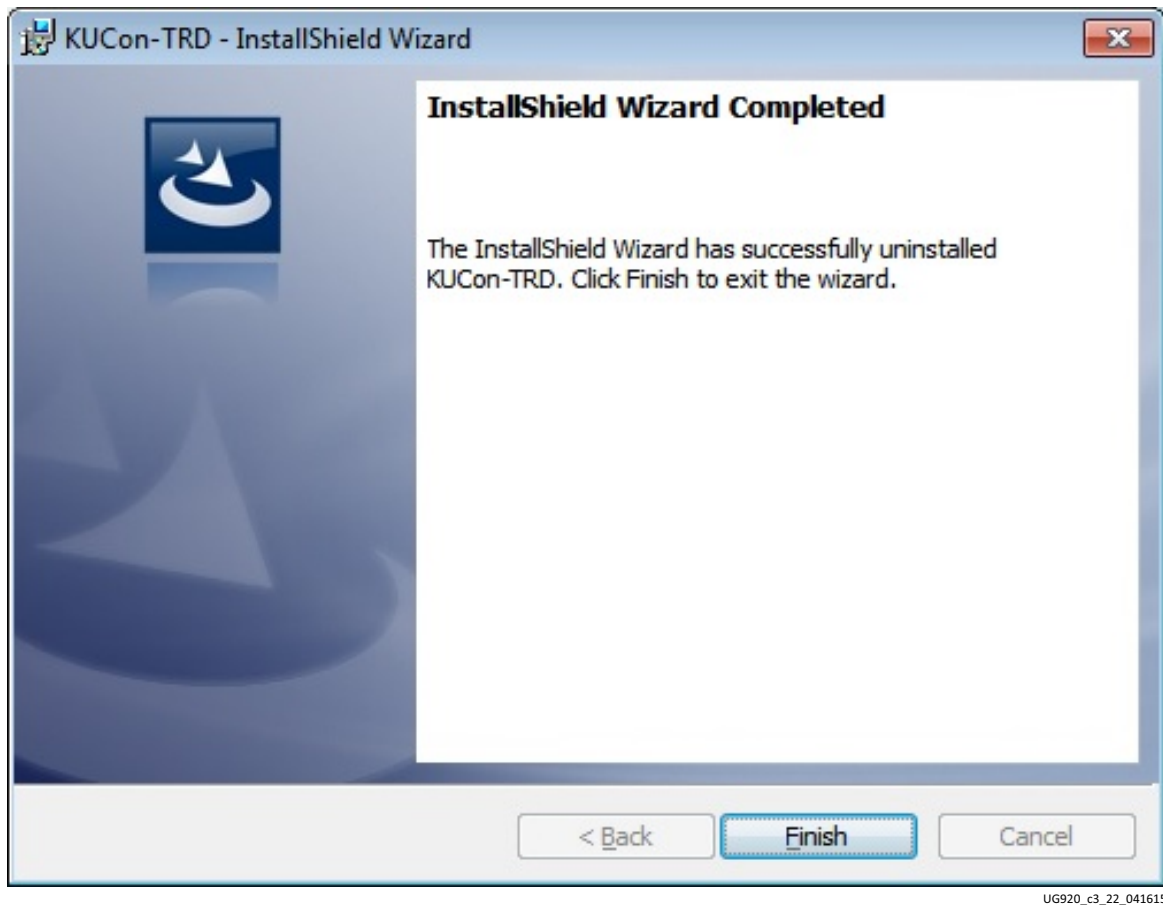 KUCon-TRD - InstallShield Wizard
InstallShield Wizard Completed
The InstallShield Wizard has successfully uninstalled
KUCon-TRD. Click Finish to exit the wizard.
< Back
Finish
Cancel
UG920_c3_22_041615